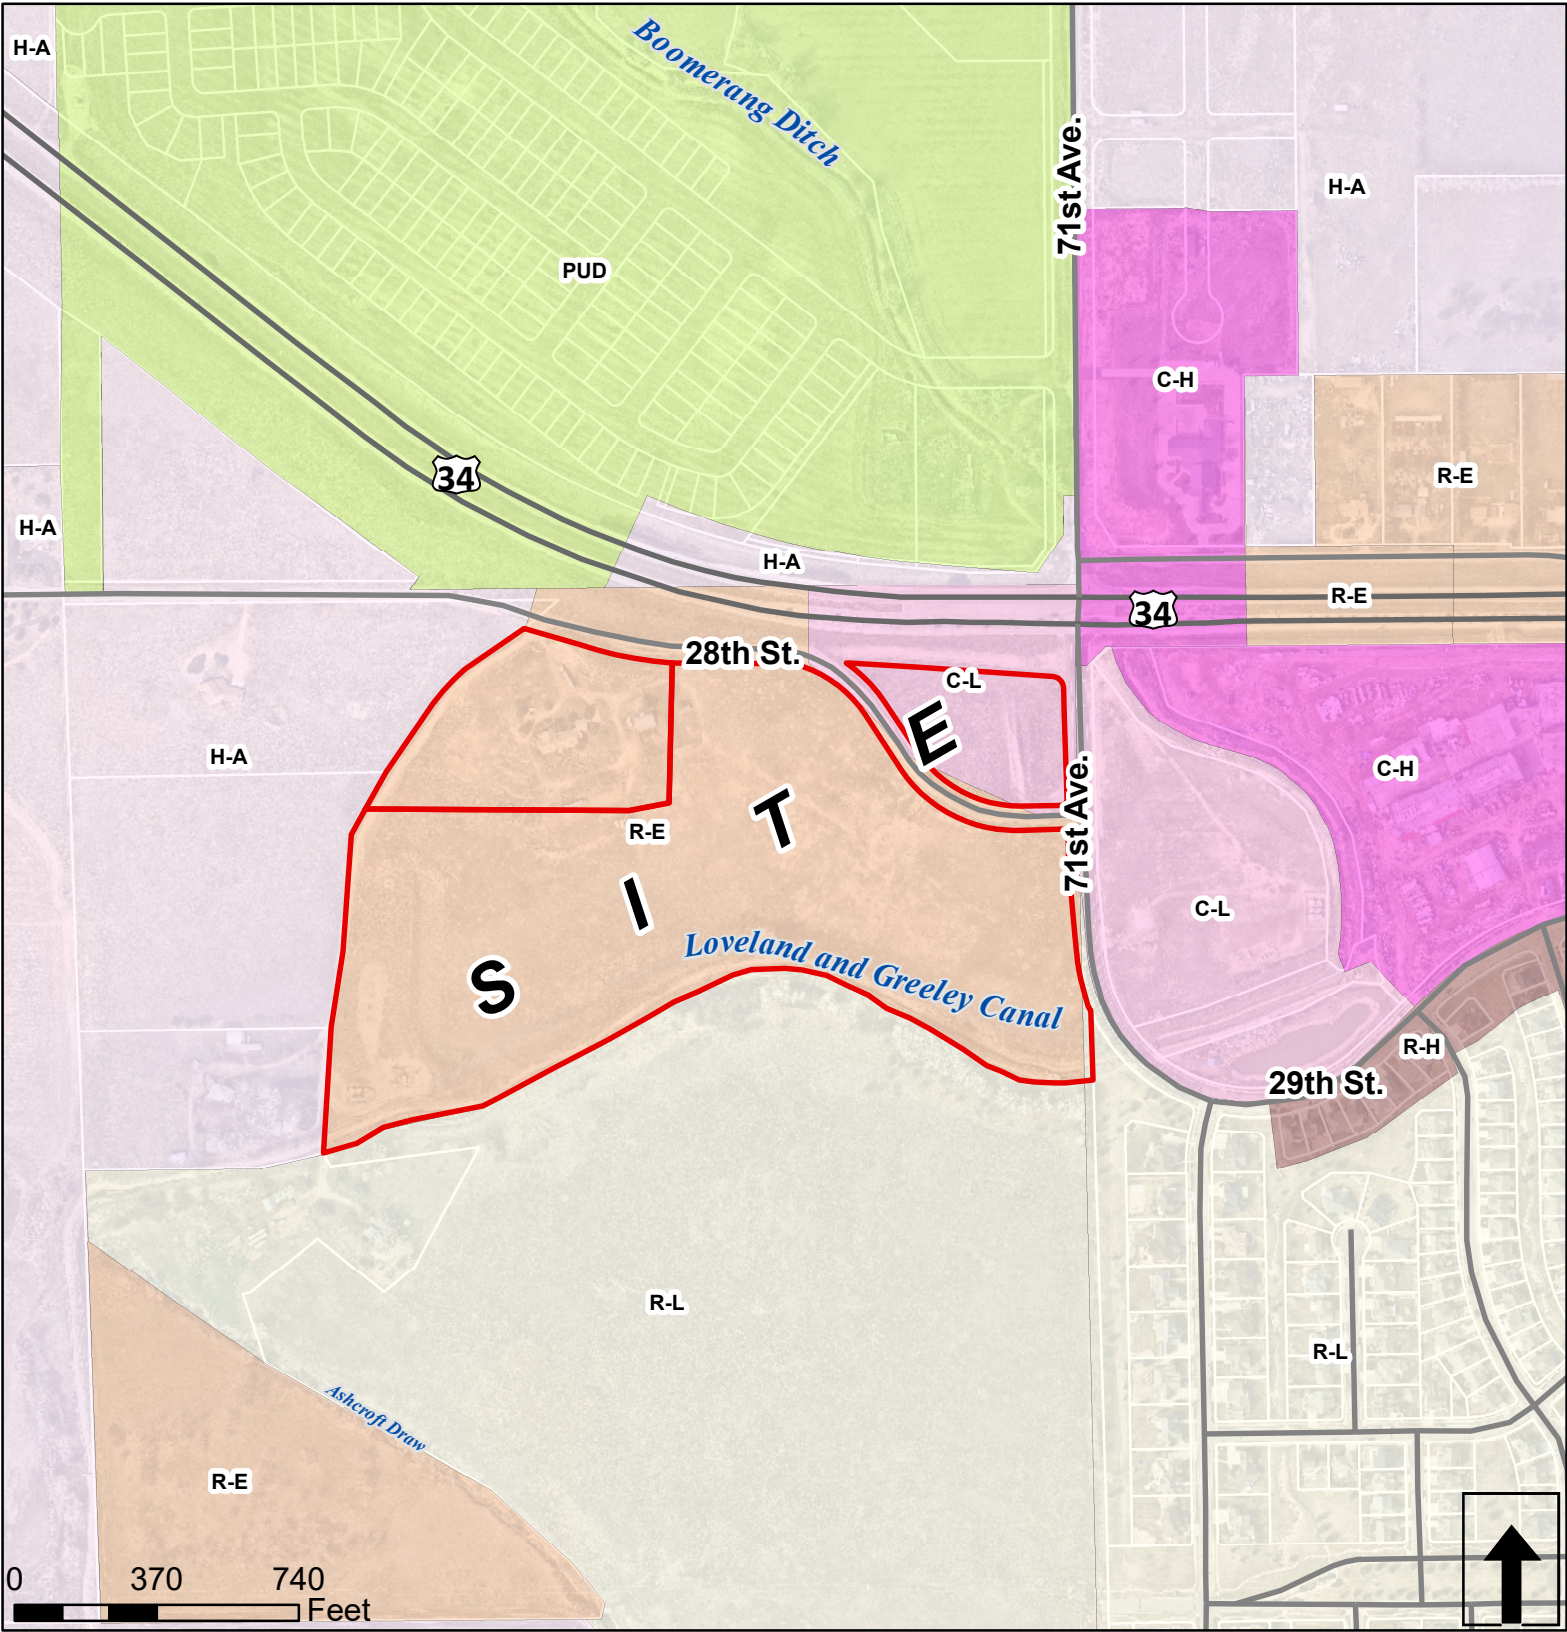 H-A
Boomerang Ditch
71st Ave.
H-A
PUD
C-H
34
R-E
H-A
H-A
R-E
34
28th St.
C-L
E
H-A
C-H
71st Ave.
T
R-E
I
C-L
Loveland and Greeley Canal
S
R-H
29th St.
R-L
R-L
Ashcroft Draw
R-E
0 370 740
Feet